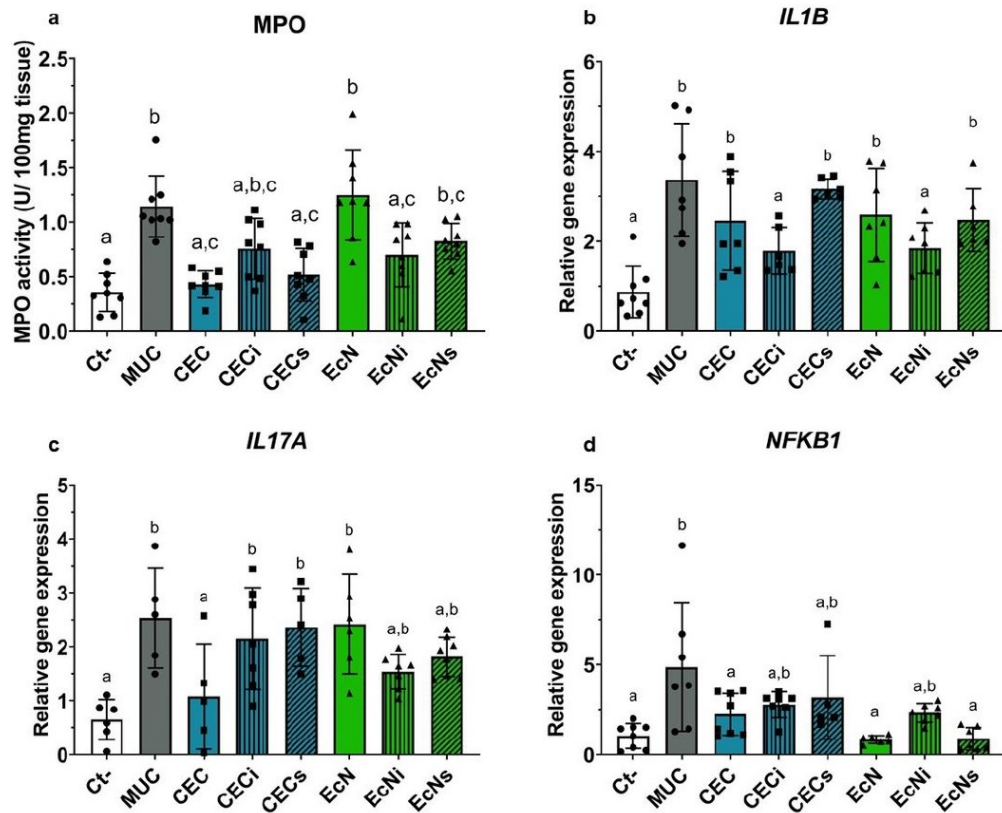 a
MPO
MPO activity (U/ 100mg tissue)
2.5
2.0
1.5
1.0
0.5
0.0
a
b
a,c
a,b,c
a,c
b
a,c
b,c
Ct-
MUC
CEC
CECi
CECs
EcN
EcNi
EcNs
b
IL1B
Relative gene expression
6
4
2
0
a
b
b
a
b
b
a
b
Ct-
MUC
CEC
CECi
CECs
EcN
EcNi
EcNs
c
IL17A
Relative gene expression
5
4
3
2
1
0
a
b
a
b
b
b
a,b
a,b
Ct-
MUC
CEC
CECi
CECs
EcN
EcNi
EcNs
d
NFKB1
Relative gene expression
15
10
5
0
a
b
a
a,b
a,b
a
a,b
a
Ct-
MUC
CEC
CECi
CECs
EcN
EcNi
EcNs